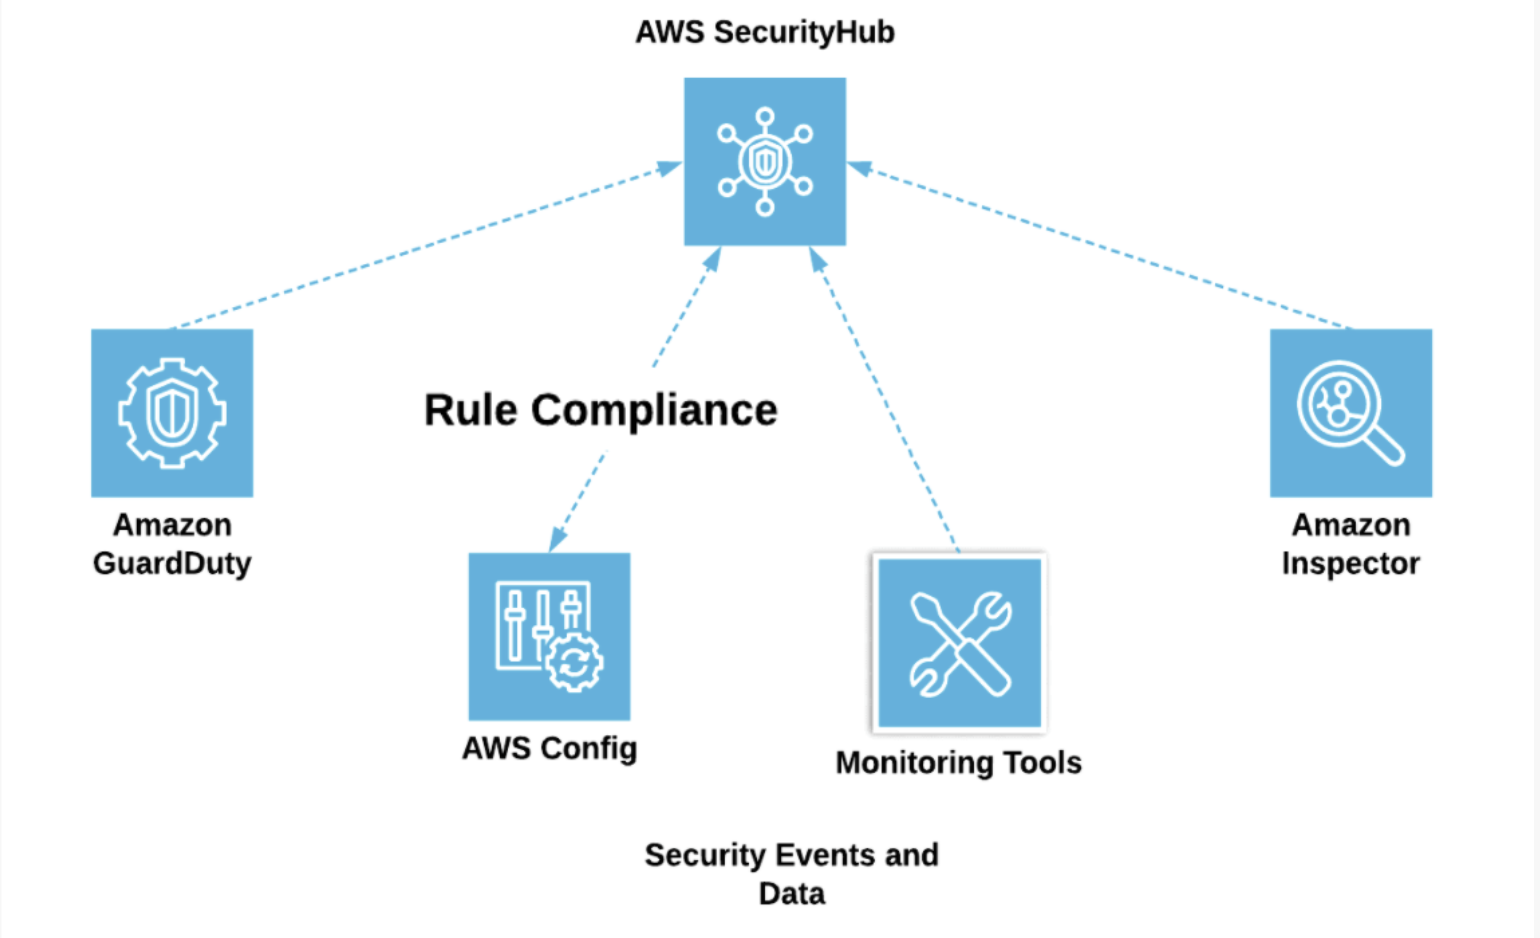 AWS SecurityHub
Rule Compliance
Amazon
GuardDuty
Amazon
Inspector
AWS Config
Monitoring Tools
Security Events and
Data